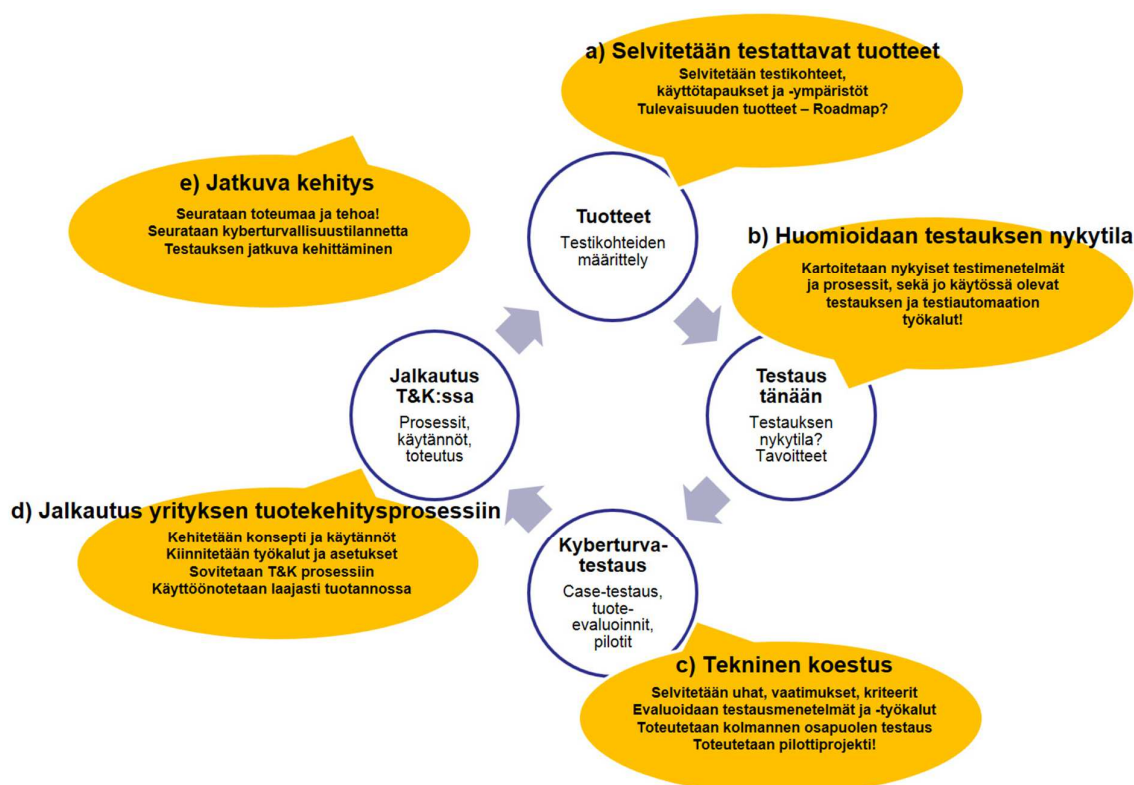 a) Selvitetään testattavat tuotteet
Selvitetään testikohteet,
käyttötapaukset ja -ympäristöt
Tulevaisuuden tuotteet – Roadmap?
e) Jatkuva kehitys
Seurataan toteumaa ja tehoa!
Seurataan kyberturvallisuustilannetta
Testauksen jatkuva kehittäminen
Tuotteet
Testikohteiden
määrittely
b) Huomioidaan testauksen nykytila
Kartoitetaan nykyiset testimenetelmät
ja prosessit, sekä jo käytössä olevat
testauksen ja testiautomaation
työkalut!
Jalkautus
T&K:ssa
Prosessit,
käytännöt,
toteutus
Testaus
tänään
Testauksen
nykytila?
Tavoitteet
d) Jalkautus yrityksen tuotekehitysprosessiin
Kehitetään konsepti ja käytännöt
Kiinnitetään työkalut ja asetukset
Sovitetaan T&K prosessiin
Käyttöönotetaan laajasti tuotannossa
Kyberturva-
testaus
Case-testaus,
tuote-
evaluoinnit,
pilotit
c) Tekninen koestus
Selvitetään uhat, vaatimukset, kriteerit
Evaluoidaan testausmenetelmät ja -työkalut
Toteutetaan kolmannen osapuolen testaus
Toteutetaan pilottiprojekti!